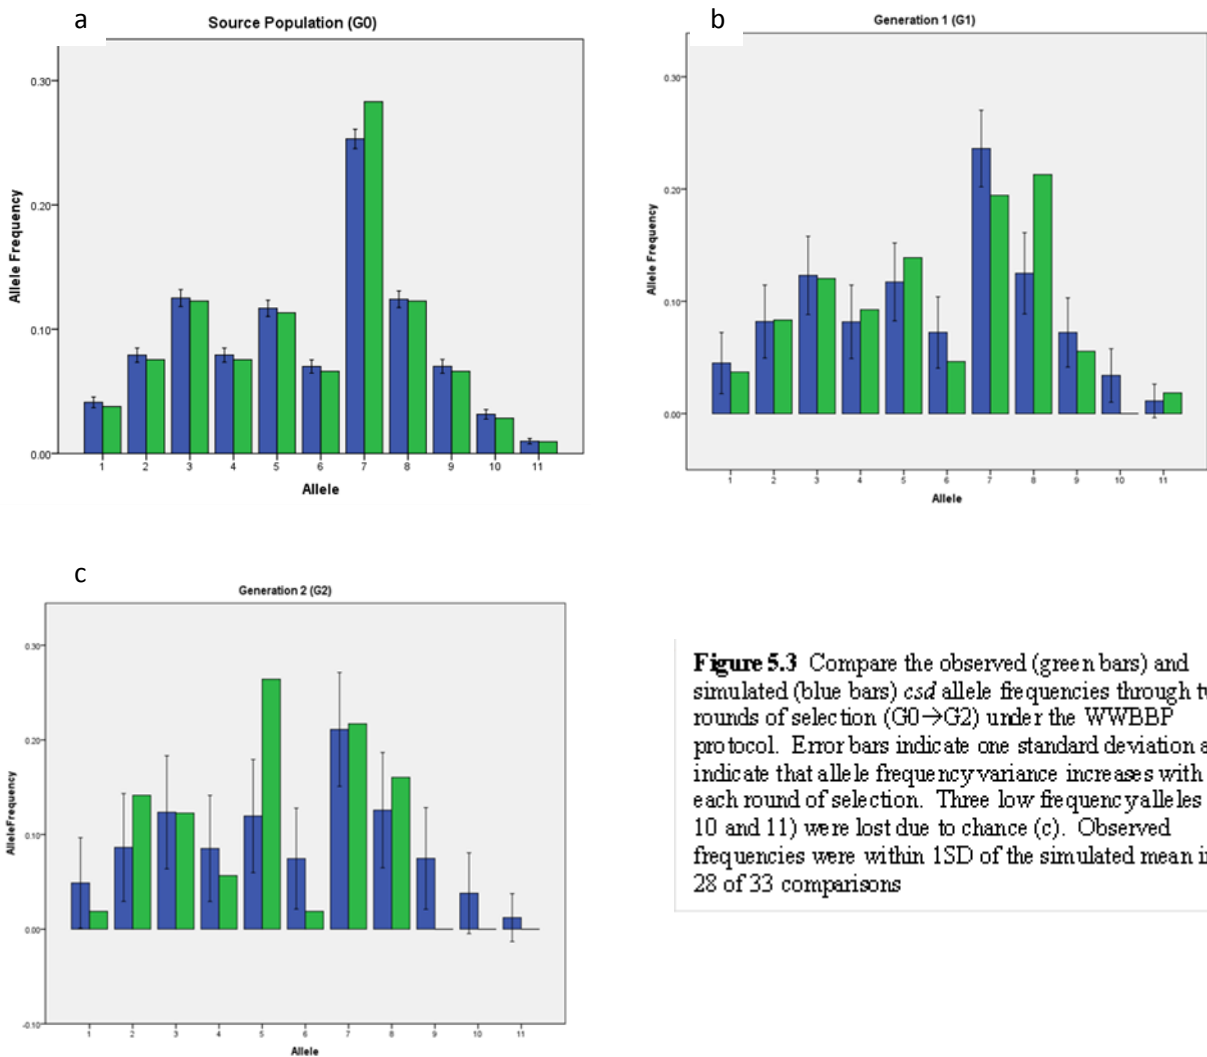 a
Source Population (G0)
Allele Frequency
0.30
0.20
0.10
0.00
1 2 3 4 5 6 7 8 9 10 11
Allele
b
Generation 1 (G1)
Allele Frequency
0.30
0.20
0.10
0.00
1 2 3 4 5 6 7 8 9 10 11
Allele
c
Generation 2 (G2)
AlleleFrequency
0.30
0.20
0.10
0.00
-0.10
1 2 3 4 5 6 7 8 9 10 11
Allele
Figure 5.3 Compare the observed (green bars) and
simulated (blue bars) csd allele frequencies through
rounds of selection (G0→G2) under the WWBBP
protocol. Error bars indicate one standard deviation
indicate that allele frequency variance increases with
each round of selection. Three low frequency alleles
10 and 11) were lost due to chance (c). Observed
frequencies were within 1SD of the simulated mean
28 of 33 comparisons